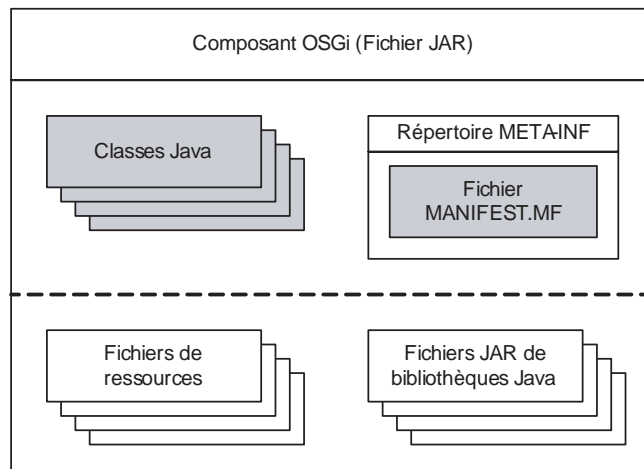 Composant OSGi (Fichier JAR)
Classes Java
Répertoire META-INF
Fichier
MANIFEST.MF
Fichiers de
ressources
Fichiers JAR de
bibliothèques Java